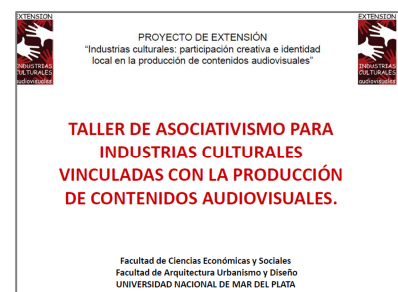 EXTENSION
INDUSTRIAS
CULTURALES
audiovisuales
PROYECTO DE EXTENSIÓN
“Industrias culturales: participación creativa e identidad
local en la producción de contenidos audiovisuales”
EXTENSION
INDUSTRIAS
CULTURALES
audiovisuales
TALLER DE ASOCIATIVISMO PARA
INDUSTRIAS CULTURALES
VINCULADAS CON LA PRODUCCIÓN
DE CONTENIDOS AUDIOVISUALES.
Facultad de Ciencias Económicas y Sociales
Facultad de Arquitectura Urbanismo y Diseño
UNIVERSIDAD NACIONAL DE MAR DEL PLATA